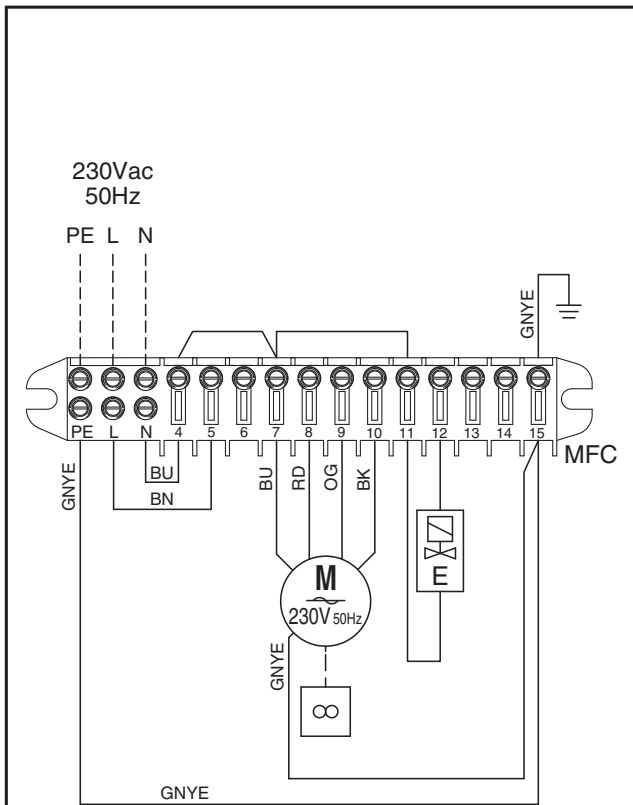 230Vac
50Hz
PE L N
GNYE
PE L N 4 5 6 7 8 9 10 11 12 13 14 15
MFC
GNYE
BU
BN
BU
RD
OG
BK
E
M
230V 50Hz
GNYE
8
GNYE